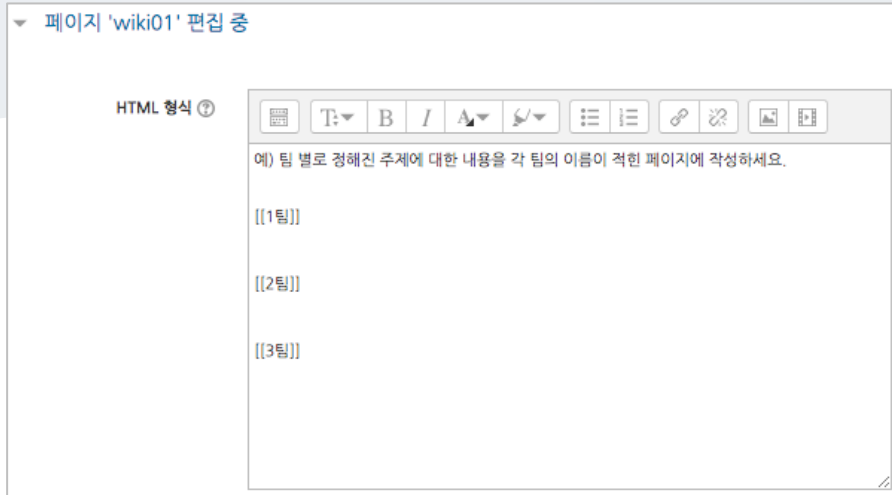 페이지 'wiki01' 편집 중
HTML 형식
예) 팀 별로 정해진 주제에 대한 내용을 각 팀의 이름이 적힌 페이지에 작성하세요.
[[1팀]]
[[2팀]]
[[3팀]]